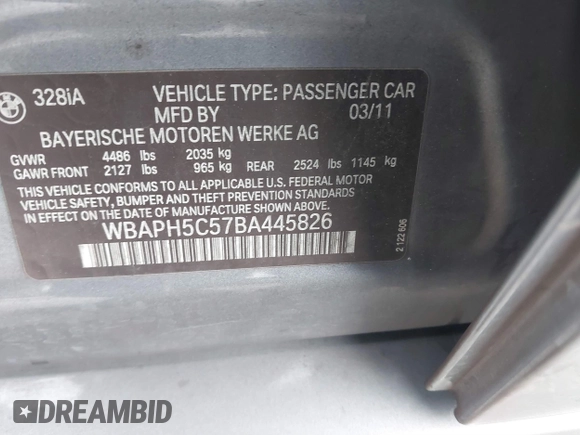 328iA VEHICLE TYPE: PASSENGER CAR
MFD BY 03/11
BAYERISCHE MOTOREN WERKE AG
GVWR 4486 lbs 2035 kg
GAWR FRONT 2127 lbs 965 kg REAR 2524 lbs 1145 kg
THIS VEHICLE CONFORMS TO ALL APPLICABLE U.S. FEDERAL MOTOR
VEHICLE SAFETY, BUMPER AND THEFT PREVENTION STANDARDS
IN EFFECT ON THE DATE OF MANUFACTURE SHOWN ABOVE.
WBAPH5C57BA445826
2 122 606
DREAMBID